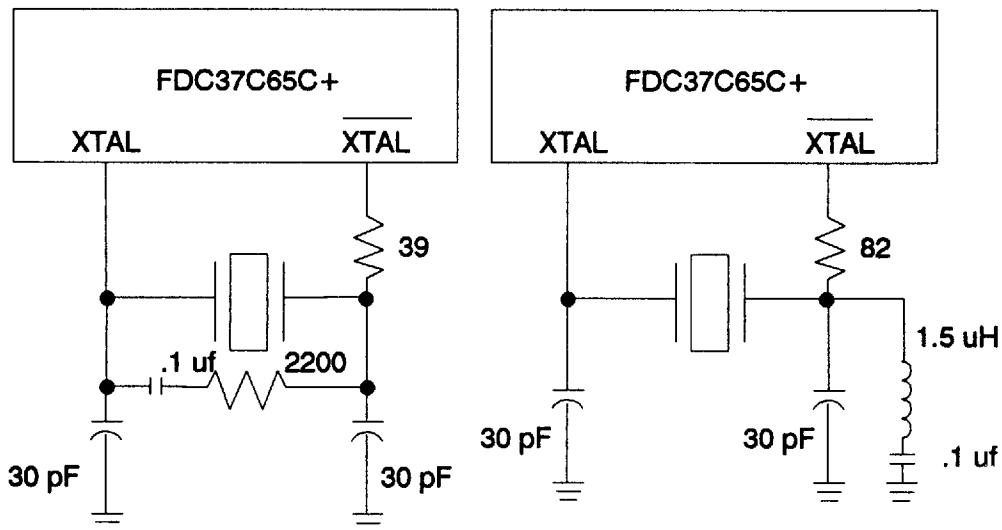 FDC37C65C+
XTAL
XTAL
39
.1 uf
2200
30 pF
30 pF
FDC37C65C+
XTAL
XTAL
82
1.5 uH
30 pF
30 pF
.1 uf